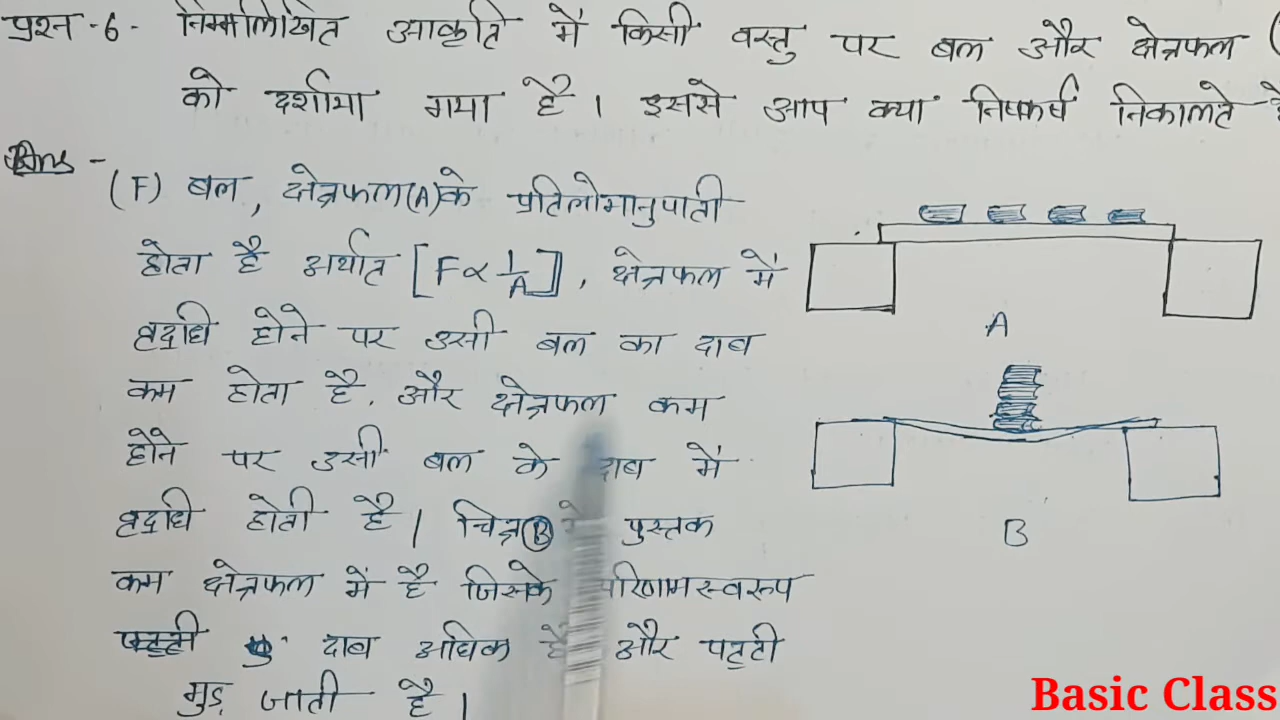 प्रश्न-6- निम्नलिखित आकृति में किसी वस्तु पर बल और क्षेत्रफल (
को दर्शाया गया है। इससे आप क्या निष्कर्ष निकालते
Ans -
(F) बल, क्षेत्रफल(A)के प्रतिलोमानुपाती
होता है अर्थात [F∝1/A], क्षेत्रफल में
वृद्धि होने पर उसी बल का दाब
कम होता है, और क्षेत्रफल कम
होने पर उसी बल के दाब में
वृद्धि होती है। चित्र(B) पुस्तक
कम क्षेत्रफल में है जिसके परिणामस्वरूप
पट्टी दाब अधिक है और पट्टी
मुड़ जाती है।
A
B
Basic Class